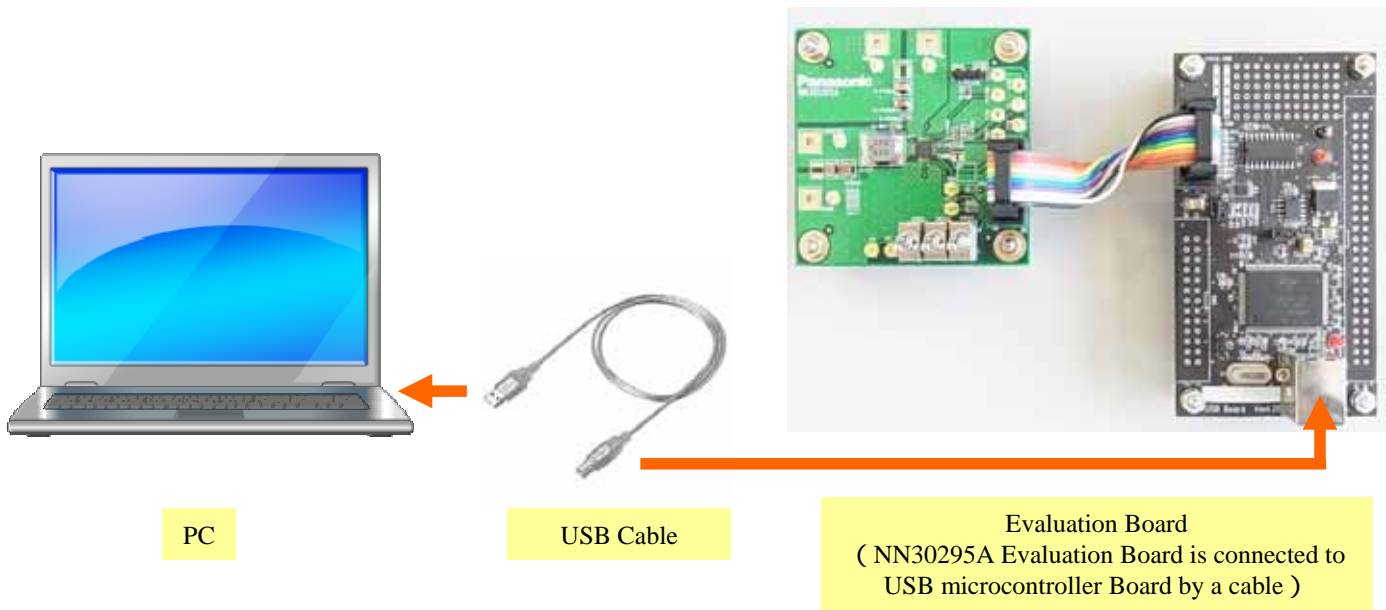 Panasonic
PC
USB Cable
Evaluation Board
( NN30295A Evaluation Board is connected to
USB microcontroller Board by a cable )